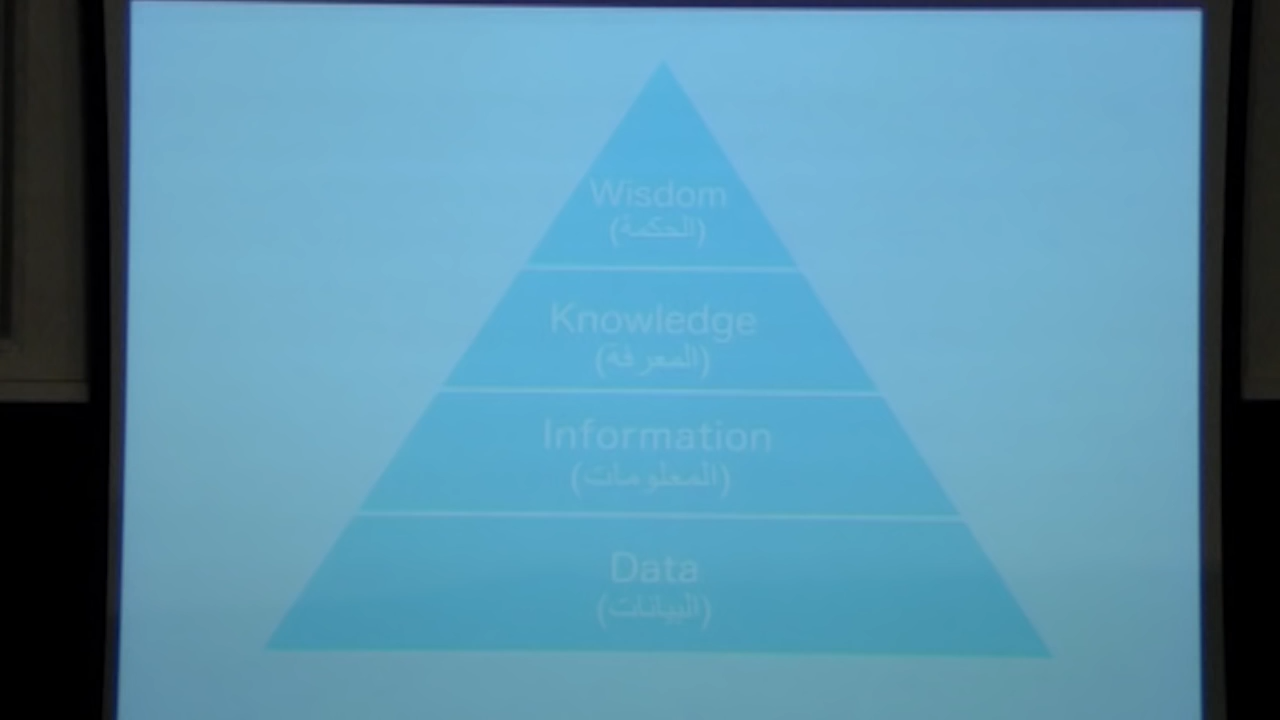 Wisdom
(الحكمة)
Knowledge
(المعرفة)
Information
(المعلومات)
Data
(البيانات)